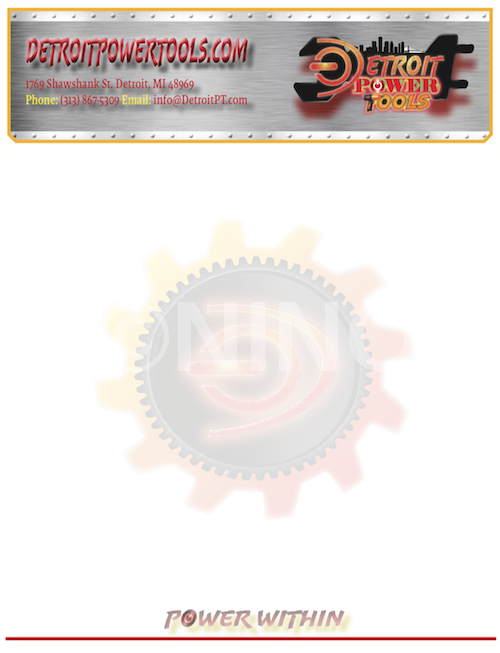 DETROITPOWERTOOLS.COM
1769 Shawshank St. Detroit, MI 48969
Phone: (313) 867-5309 Email: info@DetroitPT.com
DETROIT
POWER
TOOLS
POWER WITHIN